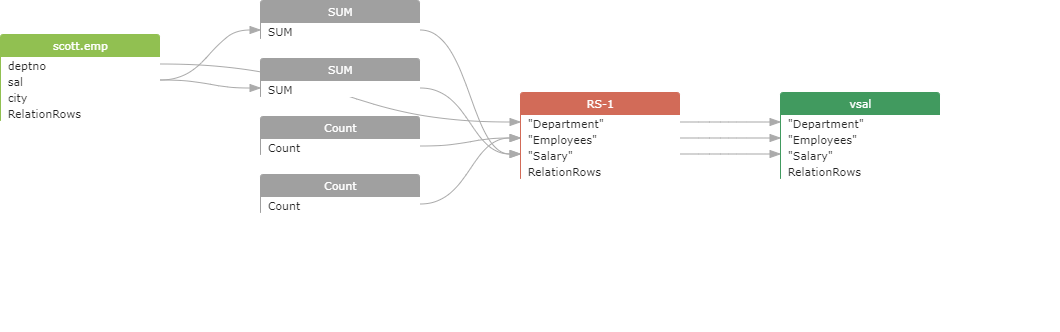 scott.emp
deptno
sal
city
RelationRows
SUM
SUM
SUM
SUM
Count
Count
Count
Count
RS-1
"Department"
"Employees"
"Salary"
RelationRows
vsal
"Department"
"Employees"
"Salary"
RelationRows